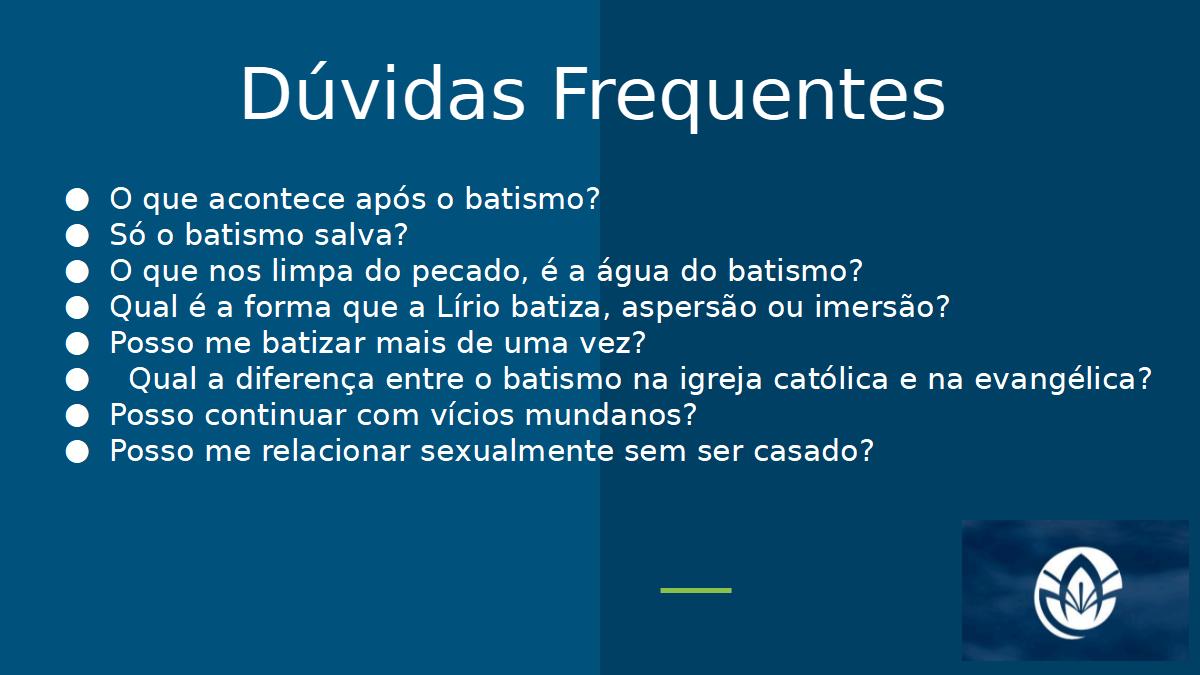 Dúvidas Frequentes
● O que acontece após o batismo?
● Só o batismo salva?
● O que nos limpa do pecado, é a água do batismo?
● Qual é a forma que a Lírio batiza, aspersão ou imersão?
● Posso me batizar mais de uma vez?
● Qual a diferença entre o batismo na igreja católica e na evangélica?
● Posso continuar com vícios mundanos?
● Posso me relacionar sexualmente sem ser casado?